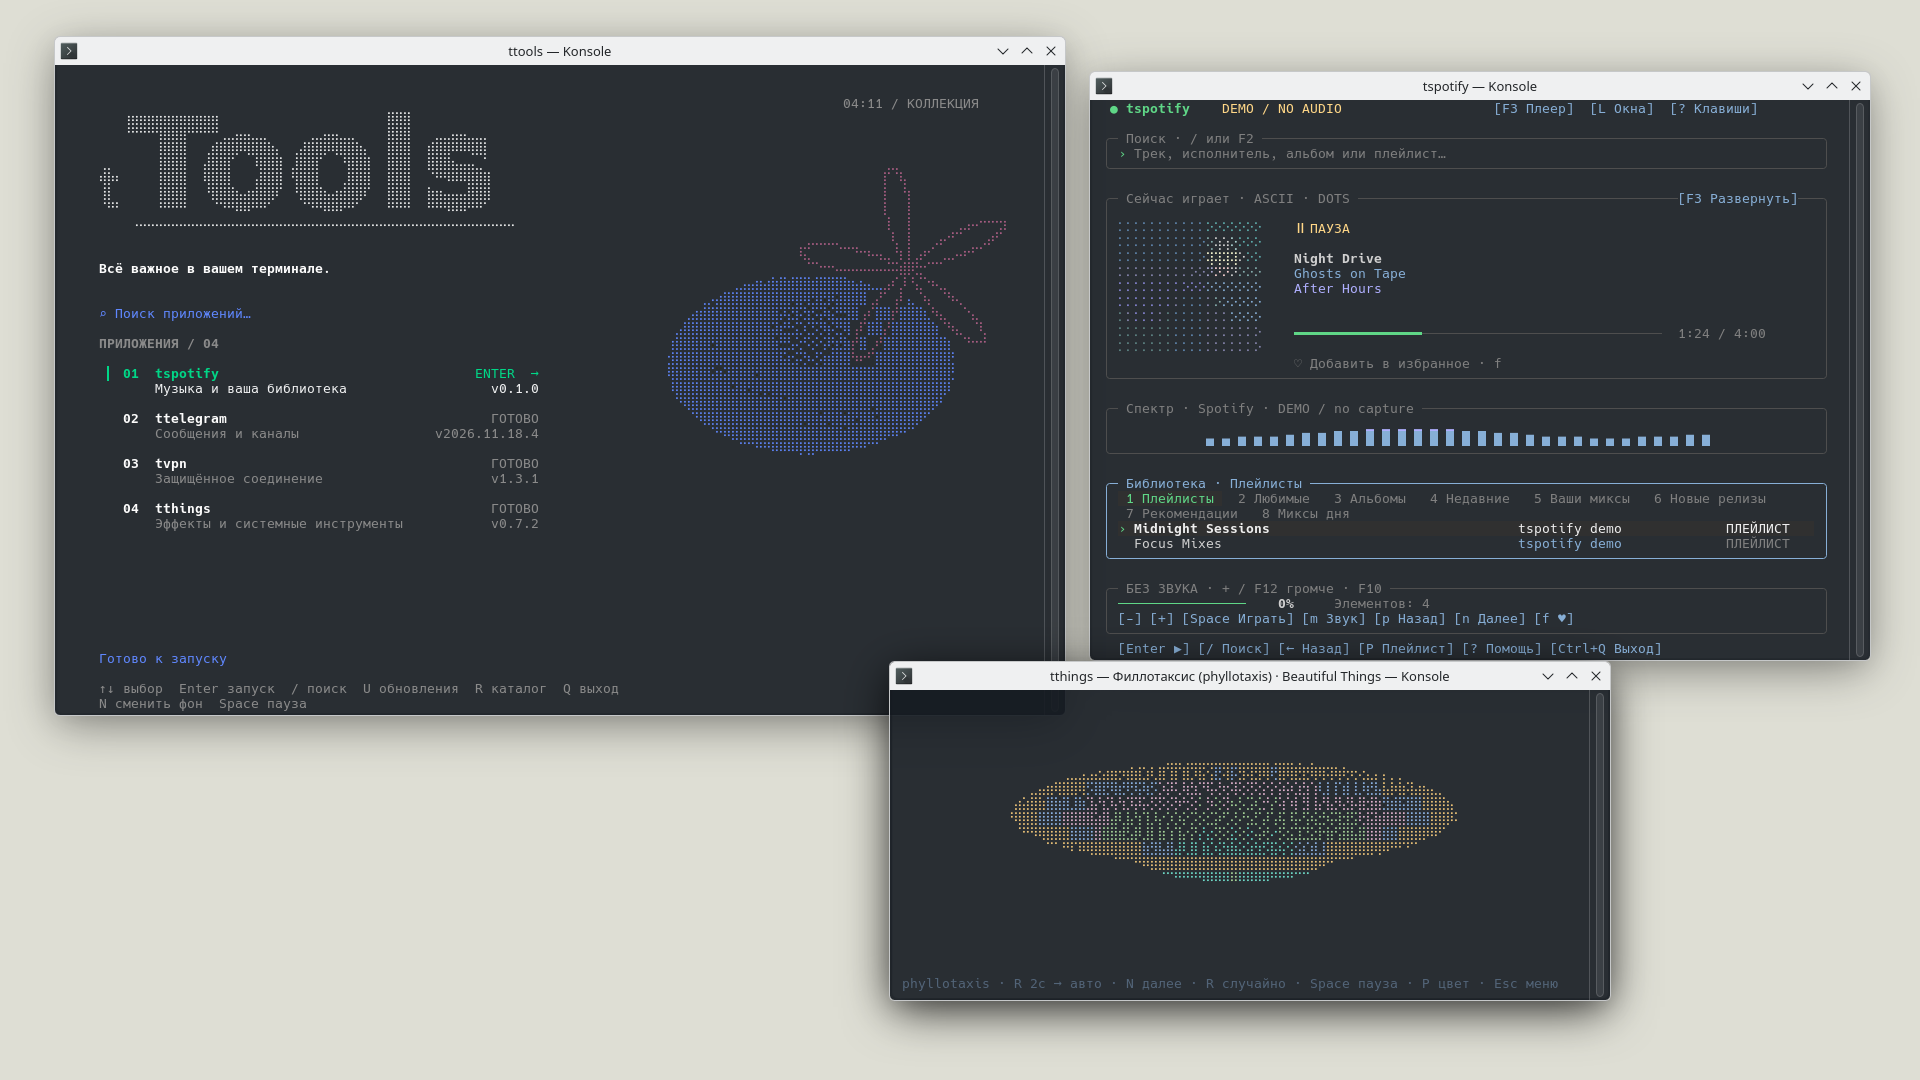 ttools — Konsole
04:11 / КОЛЛЕКЦИЯ
t.Tools
Всё важное в вашем терминале.
⌕ Поиск приложений…
ПРИЛОЖЕНИЯ / 04
01 tspotify ENTER →
Музыка и ваша библиотека v0.1.0
02 ttelegram ГОТОВО
Сообщения и каналы v2026.11.18.4
03 tvpn ГОТОВО
Защищённое соединение v1.3.1
04 tthings ГОТОВО
Эффекты и системные инструменты v0.7.2
Готово к запуску
↑↓ выбор Enter запуск / поиск U обновления R каталог Q выход
N сменить фон Space пауза
tspotify — Konsole
● tspotify DEMO / NO AUDIO [F3 Плеер] [L Окна] [? Клавиши]
Поиск · / или F2
› Трек, исполнитель, альбом или плейлист…
Сейчас играет · ASCII · DOTS [F3 Развернуть]
⏸ ПАУЗА
Night Drive
Ghosts on Tape
After Hours
1:24 / 4:00
♡ Добавить в избранное · f
Спектр · Spotify · DEMO / no capture
Библиотека · Плейлисты
1 Плейлисты 2 Любимые 3 Альбомы 4 Недавние 5 Ваши миксы 6 Новые релизы
7 Рекомендации 8 Миксы дня
› Midnight Sessions tspotify demo ПЛЕЙЛИСТ
Focus Mixes tspotify demo ПЛЕЙЛИСТ
БЕЗ ЗВУКА · + / F12 громче · F10
0% Элементов: 4
[-] [+] [Space Играть] [m Звук] [p Назад] [n Далее] [f ♥]
[Enter ▶] [/ Поиск] [← Назад] [P Плейлист] [? Помощь] [Ctrl+Q Выход]
tthings — Филлотаксис (phyllotaxis) · Beautiful Things — Konsole
phyllotaxis · R 2с → авто · N далее · R случайно · Space пауза · P цвет · Esc меню